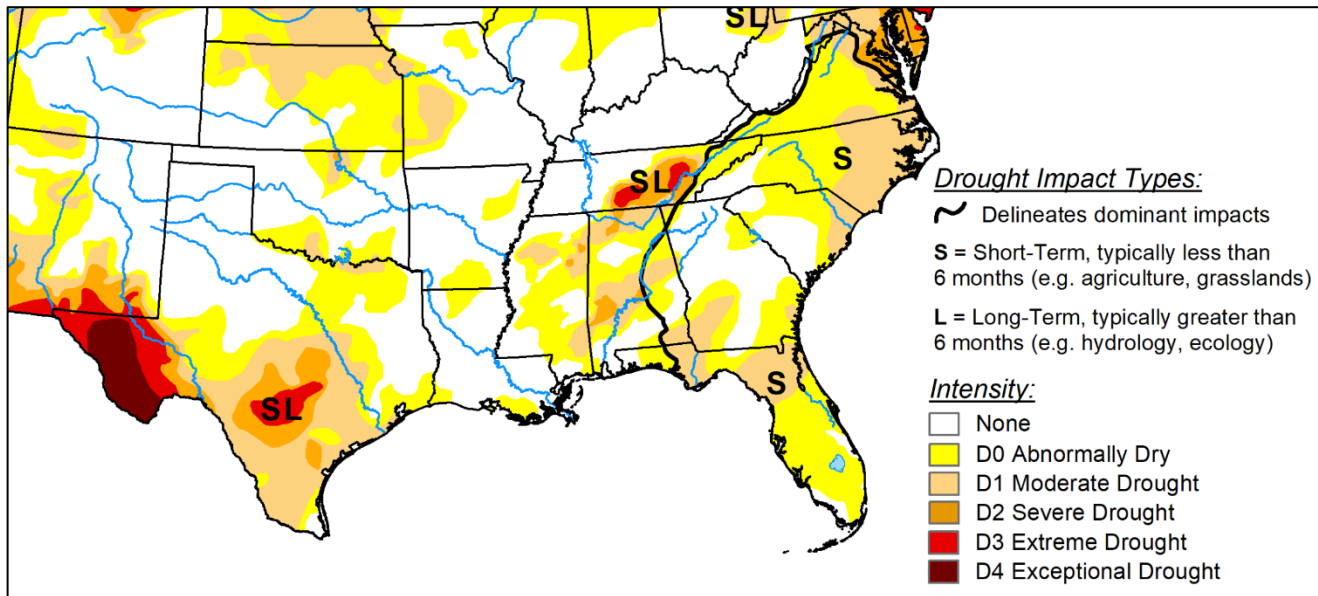 SL
S
SL
SL
S
Drought Impact Types:
Delineates dominant impacts
S = Short-Term, typically less than
6 months (e.g. agriculture, grasslands)
L = Long-Term, typically greater than
6 months (e.g. hydrology, ecology)
Intensity:
None
D0 Abnormally Dry
D1 Moderate Drought
D2 Severe Drought
D3 Extreme Drought
D4 Exceptional Drought